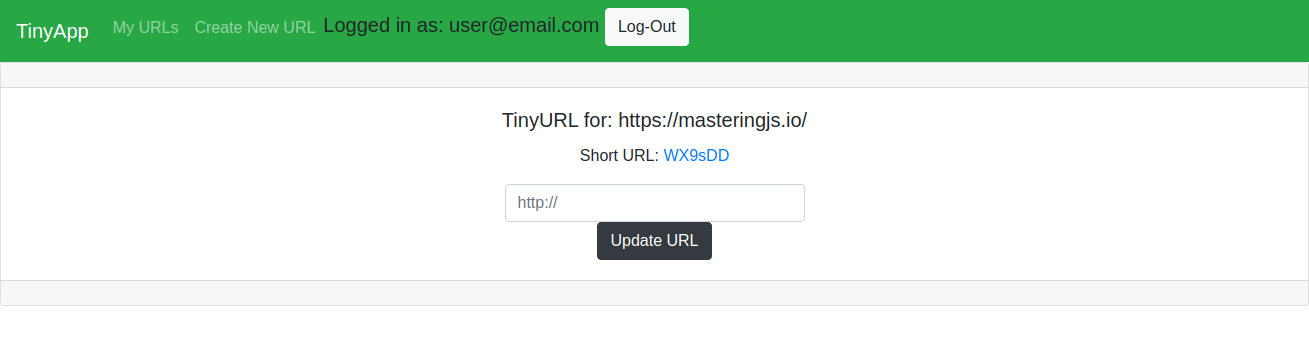 TinyApp My URLs Create New URL Logged in as: user@email.com Log-Out
TinyURL for: https://masteringjs.io/
Short URL: WX9sDD
http://
Update URL